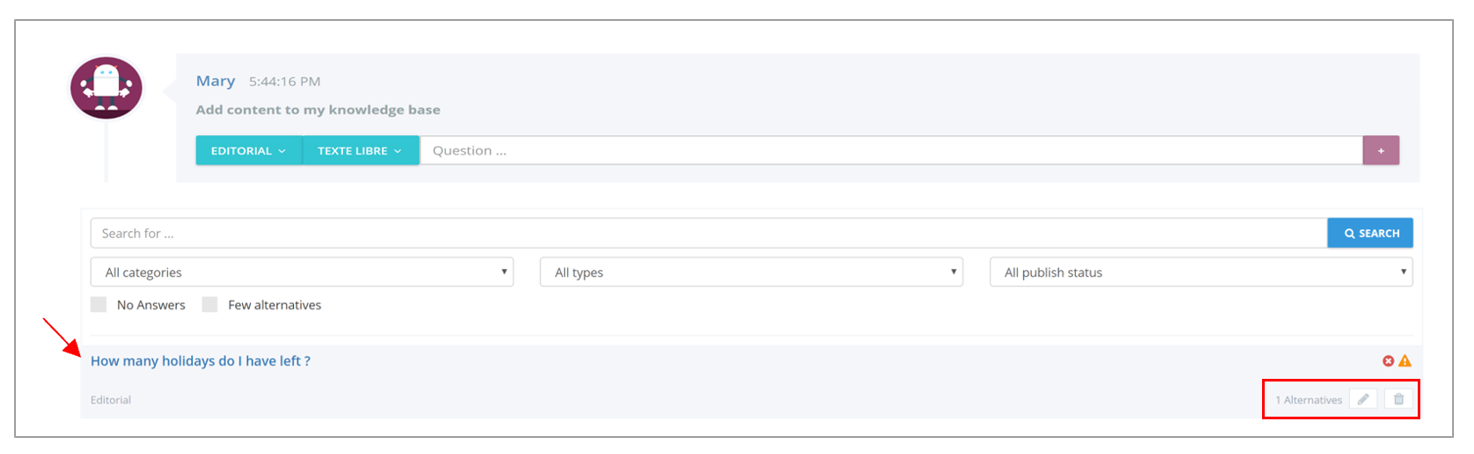 Mary 5:44:16 PM
Add content to my knowledge base
EDITORIAL TEXTE LIBRE Question ... +
Search for ... SEARCH
All categories All types All publish status
No Answers Few alternatives
How many holidays do I have left ?
Editorial 1 Alternatives